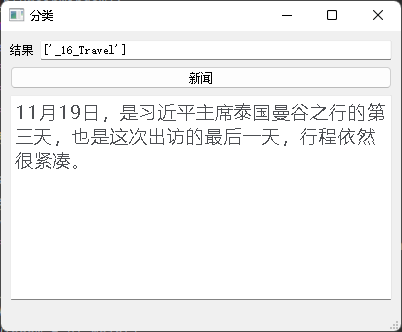 分类
结果 ['_16_Travel']
新闻
11月19日，是习近平主席泰国曼谷之行的第
三天，也是这次出访的最后一天，行程依然
很紧凑。